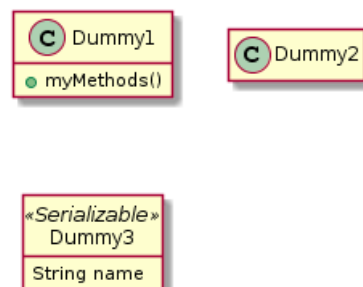 C Dummy1
myMethods()
C Dummy2
«Serializable»
Dummy3
String name